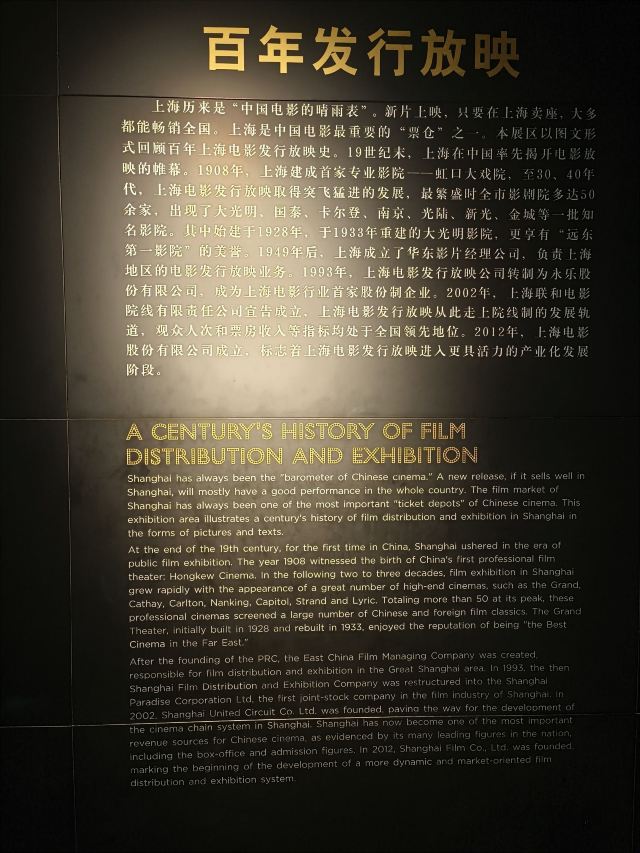 百年发行放映
上海历来是“中国电影的晴雨表”。新片上映，只要在上海卖座，大多
都能畅销全国。上海是中国电影最重要的“票仓”之一。本展区以图文形
式回顾百年上海电影发行放映史。19世纪末，上海在中国率先揭开电影放
映的帷幕。1908年，上海建成首家专业影院——虹口大戏院，至30、40年
代，上海电影发行放映取得突飞猛进的发展，最繁盛时全市影剧院多达50
余家，出现了大光明、国泰、卡尔登、南京、光陆、新光、金城等一批知
名影院。其中始建于1928年，于1933年重建的大光明影院，更享有“远东
第一影院”的美誉。1949年后，上海成立了华东影片经理公司，负责上海
地区的电影发行放映业务。1993年，上海电影发行放映公司转制为永乐股
份有限公司，成为上海电影行业首家股份制企业。2002年，上海联和电影
院线有限责任公司宣告成立，上海电影发行放映从此走上院线制的发展轨
道，观众人次和票房收入等指标均处于全国领先地位。2012年，上海电影
股份有限公司成立，标志着上海电影发行放映进入更具活力的产业化发展
阶段。
A CENTURY'S HISTORY OF FILM
DISTRIBUTION AND EXHIBITION
Shanghai has always been the "barometer of Chinese cinema." A new release, if it sells well in
Shanghai, will mostly have a good performance in the whole country. The film market of
Shanghai has always been one of the most important "ticket depots" of Chinese cinema. This
exhibition area illustrates a century's history of film distribution and exhibition in Shanghai in
the forms of pictures and texts.
At the end of the 19th century, for the first time in China, Shanghai ushered in the era of
public film exhibition. The year 1908 witnessed the birth of China's first professional film
theater: Hongkew Cinema. In the following two to three decades, film exhibition in Shanghai
grew rapidly with the appearance of a great number of high-end cinemas, such as the Grand,
Cathay, Carlton, Nanking, Capitol, Strand and Lyric. Totaling more than 50 at its peak, these
professional cinemas screened a large number of Chinese and foreign film classics. The Grand
Theater, initially built in 1928 and rebuilt in 1933, enjoyed the reputation of being "the Best
Cinema in the Far East."
After the founding of the PRC, the East China Film Managing Company was created,
responsible for film distribution and exhibition in the Great Shanghai area. In 1993, the then
Shanghai Film Distribution and Exhibition Company was restructured into the Shanghai
Paradise Corporation Ltd, the first joint-stock company in the film industry of Shanghai. In
2002, Shanghai United Circuit Co. Ltd. was founded, paving the way for the development of
the cinema chain system in Shanghai. Shanghai has now become one of the most important
revenue sources for Chinese cinema, as evidenced by its many leading figures in the nation,
including the box-office and admission figures. In 2012, Shanghai Film Co., Ltd. was founded,
marking the beginning of the development of a more dynamic and market-oriented film
distribution and exhibition system.